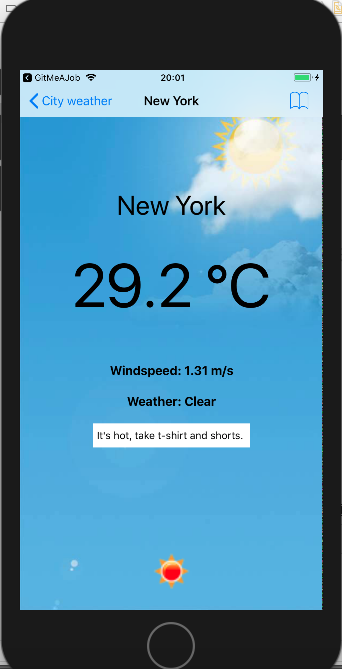 GitMeAJob 20:01
City weather New York
New York
29.2 °C
Windspeed: 1.31 m/s
Weather: Clear
It's hot, take t-shirt and shorts.